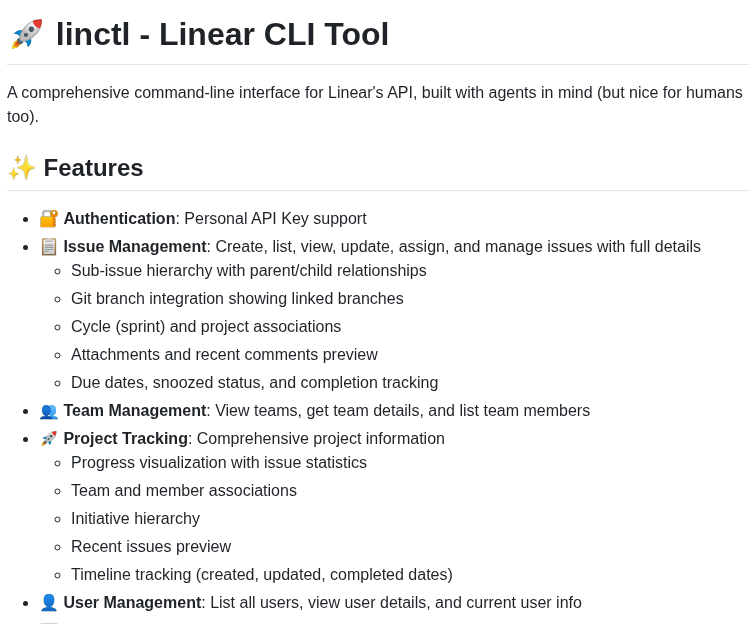 🚀 linctl - Linear CLI Tool
A comprehensive command-line interface for Linear's API, built with agents in mind (but nice for humans
too).
✨ Features
• 🔐 Authentication: Personal API Key support
• 📋 Issue Management: Create, list, view, update, assign, and manage issues with full details
◦ Sub-issue hierarchy with parent/child relationships
◦ Git branch integration showing linked branches
◦ Cycle (sprint) and project associations
◦ Attachments and recent comments preview
◦ Due dates, snoozed status, and completion tracking
• 👥 Team Management: View teams, get team details, and list team members
• 🚀 Project Tracking: Comprehensive project information
◦ Progress visualization with issue statistics
◦ Team and member associations
◦ Initiative hierarchy
◦ Recent issues preview
◦ Timeline tracking (created, updated, completed dates)
• 👤 User Management: List all users, view user details, and current user info